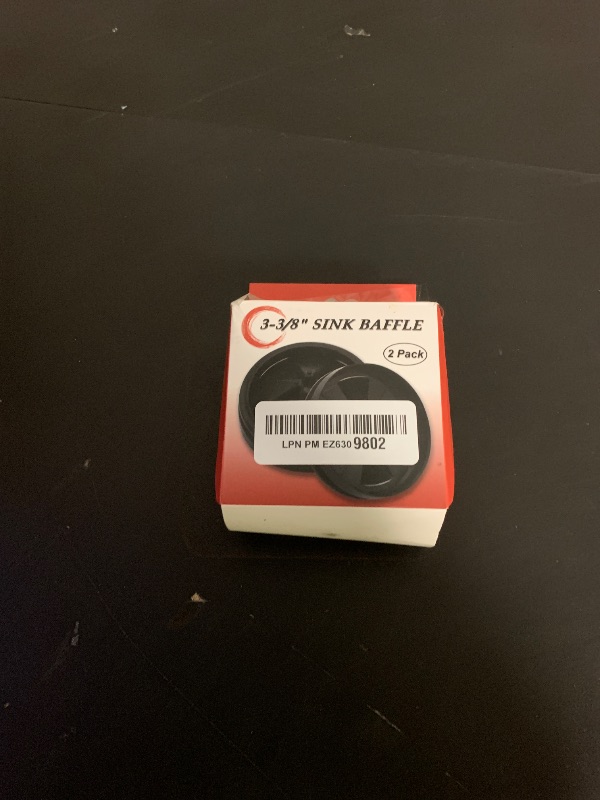 3-3/8" SINK BAFFLE
2 Pack
LPN PM EZ630 9802